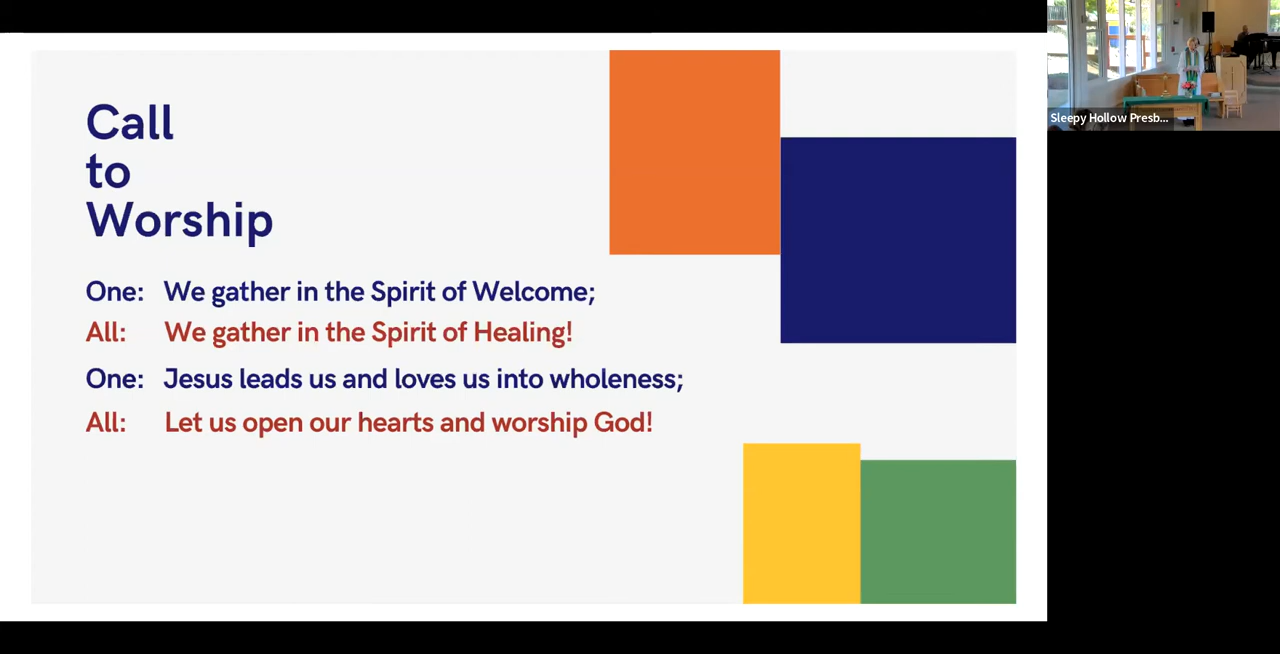 Call
to
Worship
One: We gather in the Spirit of Welcome;
All: We gather in the Spirit of Healing!
One: Jesus leads us and loves us into wholeness;
All: Let us open our hearts and worship God!
Sleepy Hollow Presb...